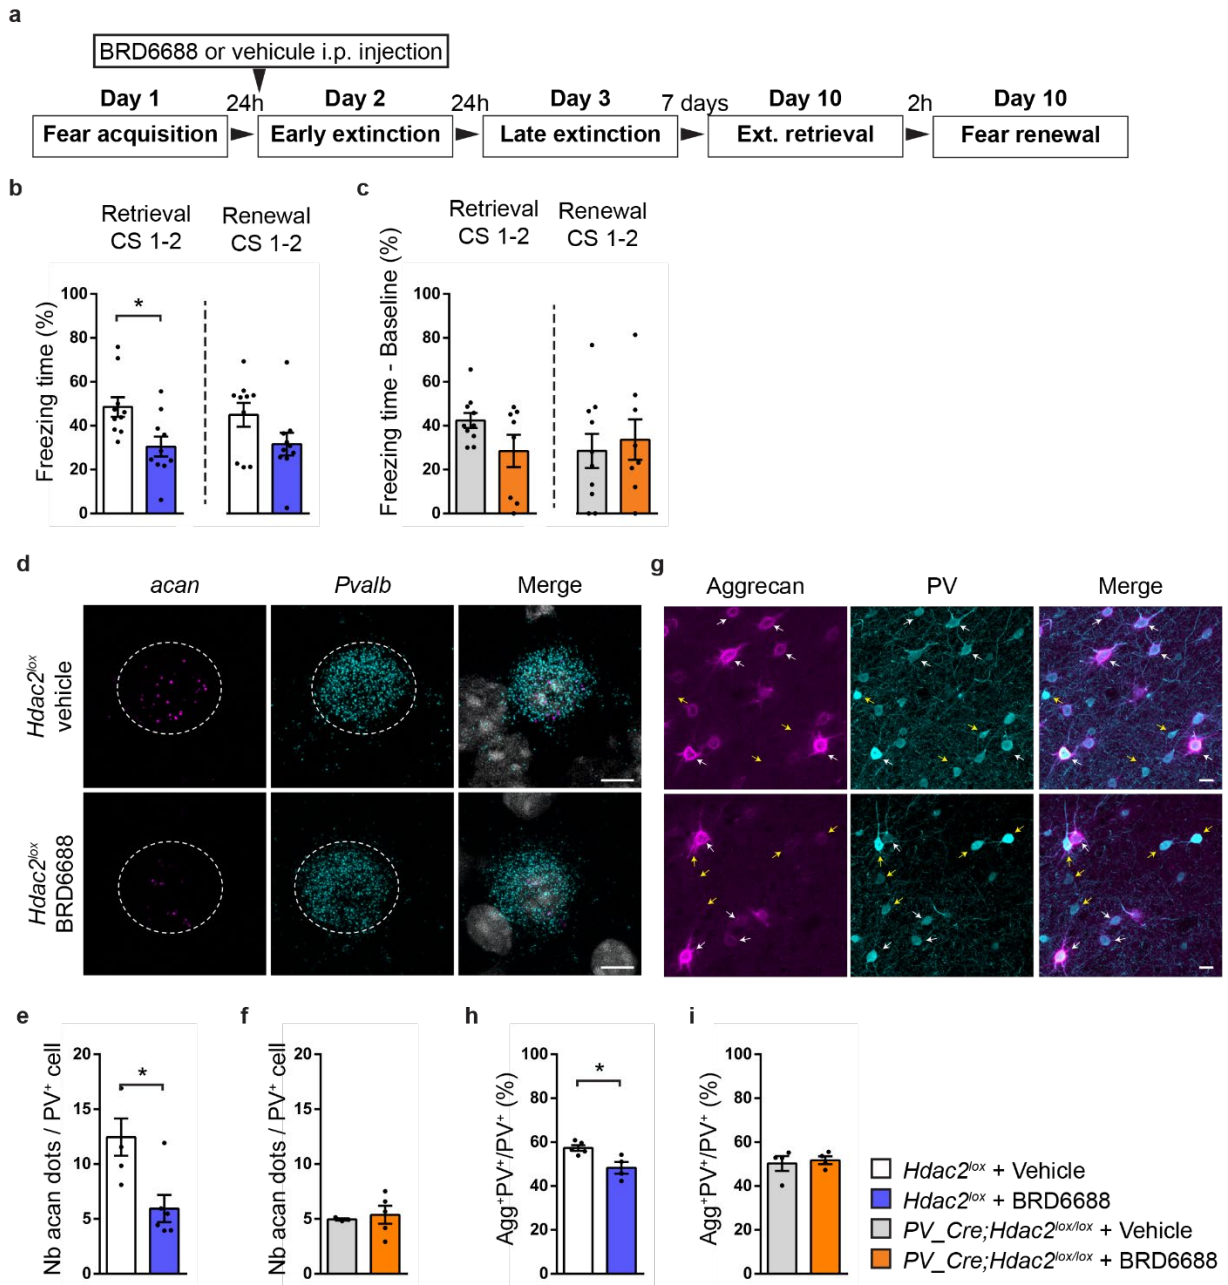 a
BRD6688 or vehicule i.p. injection
Day 1
24h
Day 2
24h
Day 3
7 days
Day 10
2h
Day 10
Fear acquisition
Early extinction
Late extinction
Ext. retrieval
Fear renewal
b
Retrieval
CS 1-2
Renewal
CS 1-2
Freezing time (%)
100
80
60
40
20
0
*
c
Retrieval
CS 1-2
Renewal
CS 1-2
Freezing time - Baseline (%)
100
80
60
40
20
0
d
acan
Pvalb
Merge
Hdac2lox
vehicle
Hdac2lox
BRD6688
g
Aggrecan
PV
Merge
e
Nb acan dots / PV+ cell
20
15
10
5
0
*
f
Nb acan dots / PV+ cell
20
15
10
5
0
h
Agg+PV+/PV+ (%)
100
80
60
40
20
0
*
i
Agg+PV+/PV+ (%)
100
80
60
40
20
0
Hdac2lox + Vehicle
Hdac2lox + BRD6688
PV_Cre;Hdac2lox/lox + Vehicle
PV_Cre;Hdac2lox/lox + BRD6688